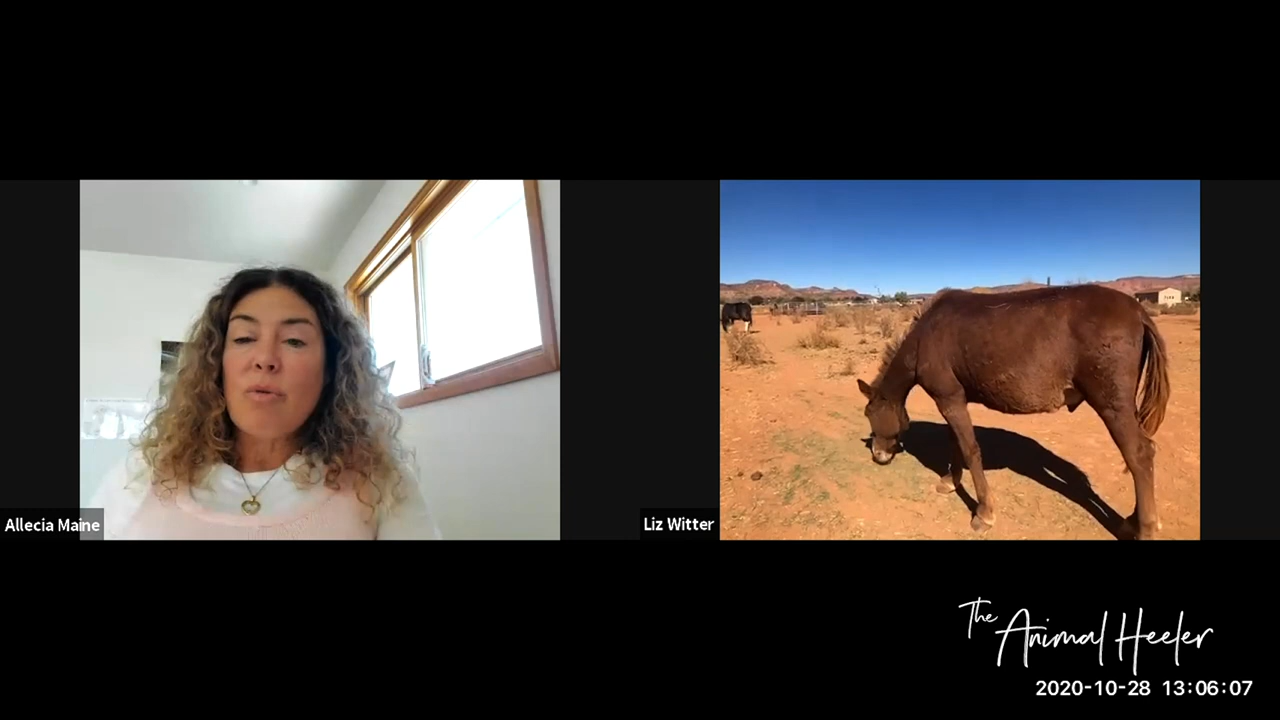 Allecia Maine
Liz Witter
The
Animal Heeler
2020-10-28 13:06:07